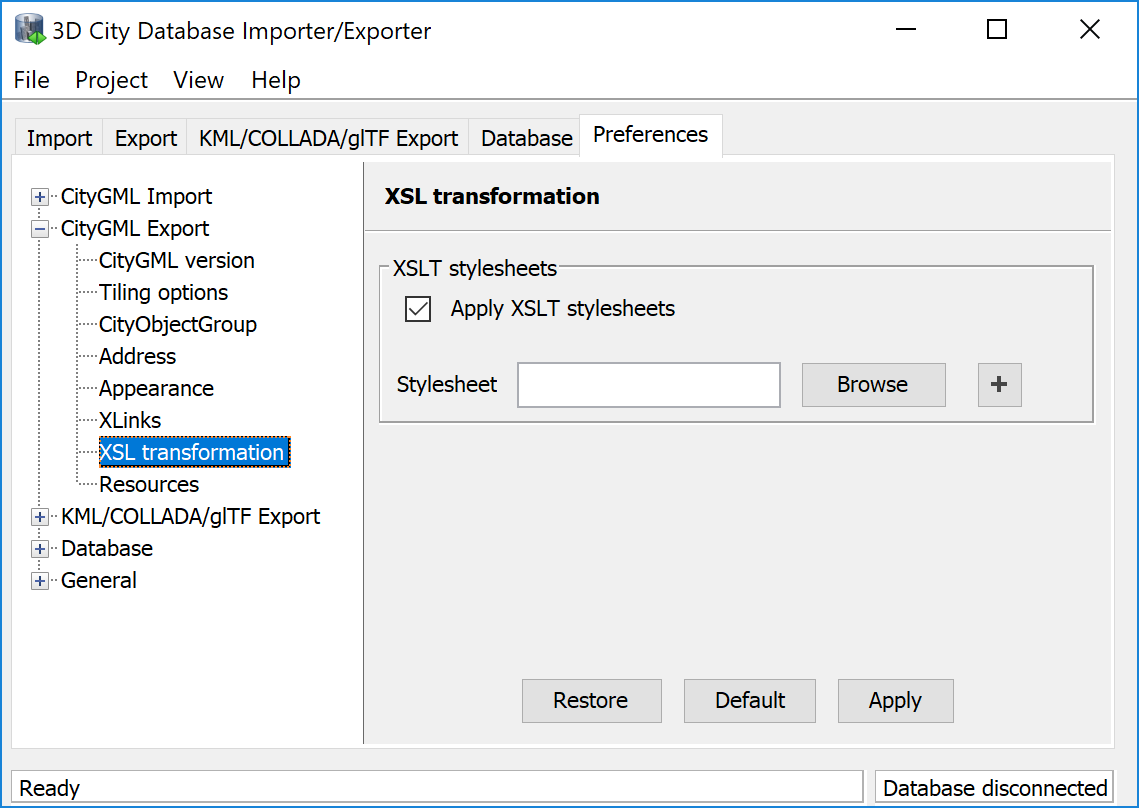 3D City Database Importer/Exporter
File Project View Help
Import Export KML/COLLADA/glTF Export Database Preferences
CityGML Import
CityGML Export
CityGML version
Tiling options
CityObjectGroup
Address
Appearance
XLinks
XSL transformation
Resources
KML/COLLADA/glTF Export
Database
General
XSL transformation
XSLT stylesheets
Apply XSLT stylesheets
Stylesheet Browse +
Restore Default Apply
Ready Database disconnected